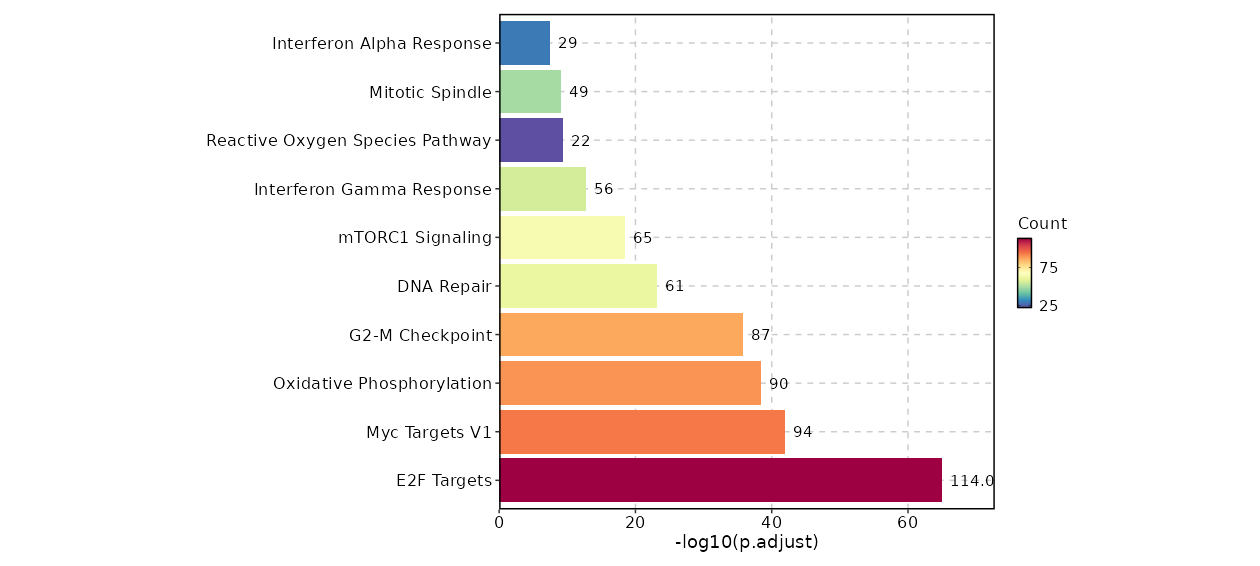 Interferon Alpha Response 29
Mitotic Spindle 49
Reactive Oxygen Species Pathway 22
Interferon Gamma Response 56
mTORC1 Signaling 65
DNA Repair 61
G2-M Checkpoint 87
Oxidative Phosphorylation 90
Myc Targets V1 94
E2F Targets 114.0
0 20 40 60
-log10(p.adjust)
Count
75
25